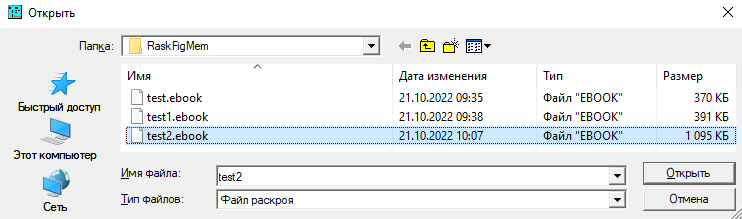 Открыть
Папка: RaskFigMem
Имя Дата изменения Тип Размер
test.ebook 21.10.2022 09:35 Файл "EBOOK" 370 КБ
test1.ebook 21.10.2022 09:38 Файл "EBOOK" 391 КБ
test2.ebook 21.10.2022 10:07 Файл "EBOOK" 1 095 КБ
Быстрый доступ
Этот компьютер
Сеть
Имя файла: test2 Открыть
Тип файлов: Файл раскроя Отмена